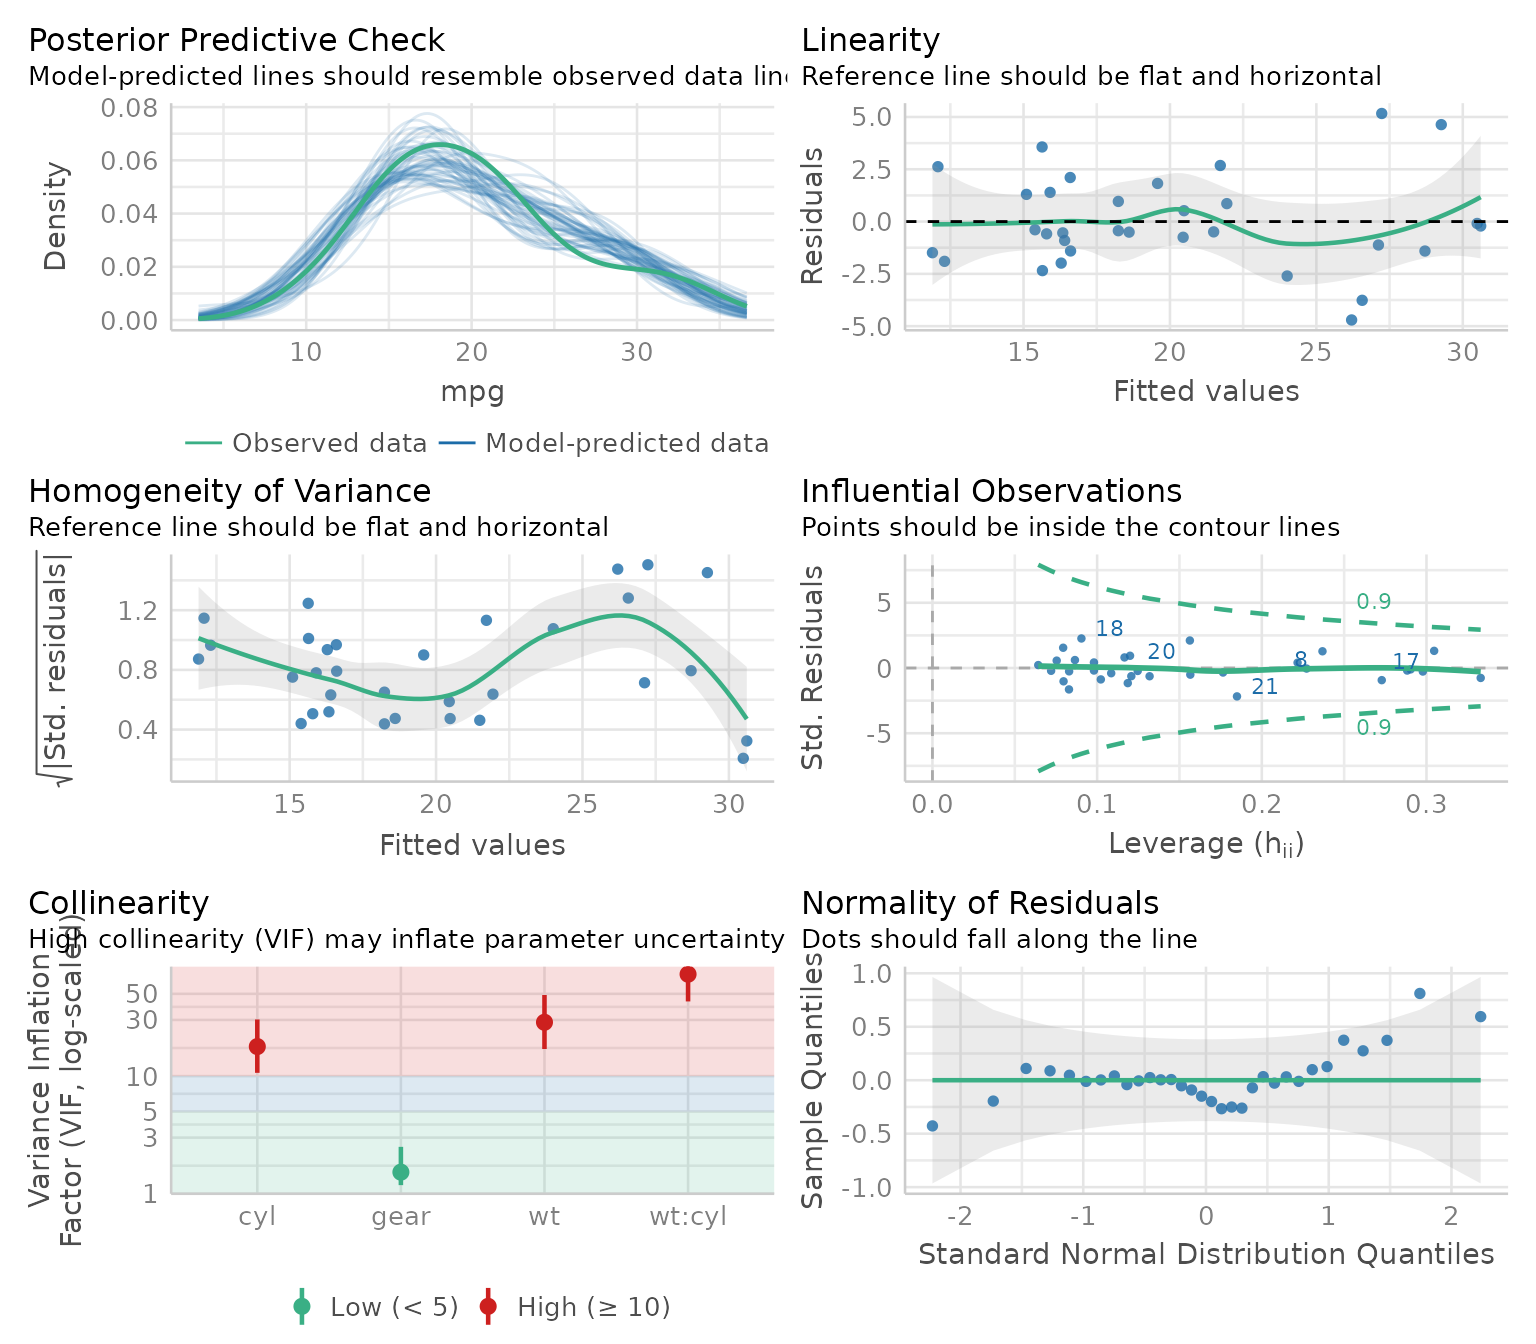 Posterior Predictive Check
Model-predicted lines should resemble observed data lin
Density
0.08
0.06
0.04
0.02
0.00
10 20 30
mpg
Observed data Model-predicted data
Linearity
Reference line should be flat and horizontal
Residuals
5.0
2.5
0.0
-2.5
-5.0
15 20 25 30
Fitted values
Homogeneity of Variance
Reference line should be flat and horizontal
√|Std. residuals|
1.2
0.8
0.4
15 20 25 30
Fitted values
Influential Observations
Points should be inside the contour lines
Std. Residuals
5
0
-5
0.9
18
20
8
17
21
0.9
0.0 0.1 0.2 0.3
Leverage (hii)
Collinearity
High collinearity (VIF) may inflate parameter uncertainty
Variance Inflation
Factor (VIF, log-scaled)
50
30
10
5
3
1
cyl gear wt wt:cyl
Low (< 5) High (≥ 10)
Normality of Residuals
Dots should fall along the line
Sample Quantiles
1.0
0.5
0.0
-0.5
-1.0
-2 -1 0 1 2
Standard Normal Distribution Quantiles